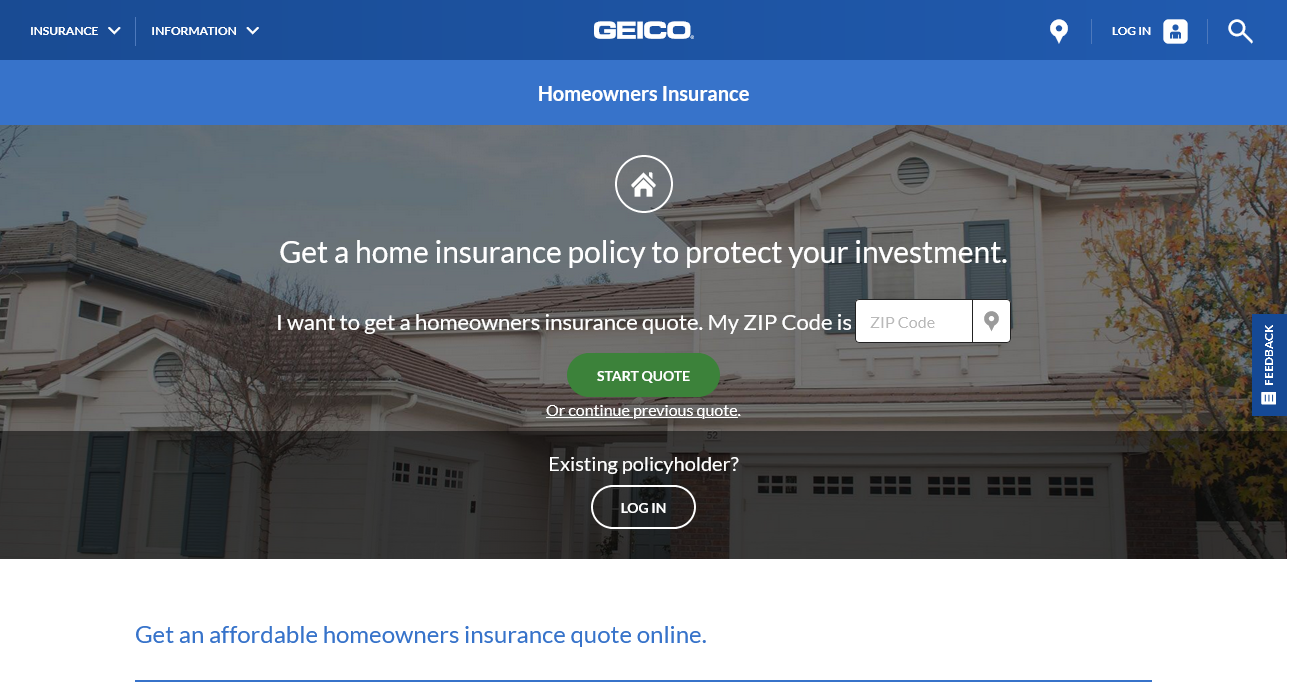 INSURANCE
INFORMATION
GEICO
LOG IN
Homeowners Insurance
Get a home insurance policy to protect your investment.
I want to get a homeowners insurance quote. My ZIP Code is ZIP Code
START QUOTE
Or continue previous quote.
FEEDBACK
52
Existing policyholder?
LOG IN
Get an affordable homeowners insurance quote online.